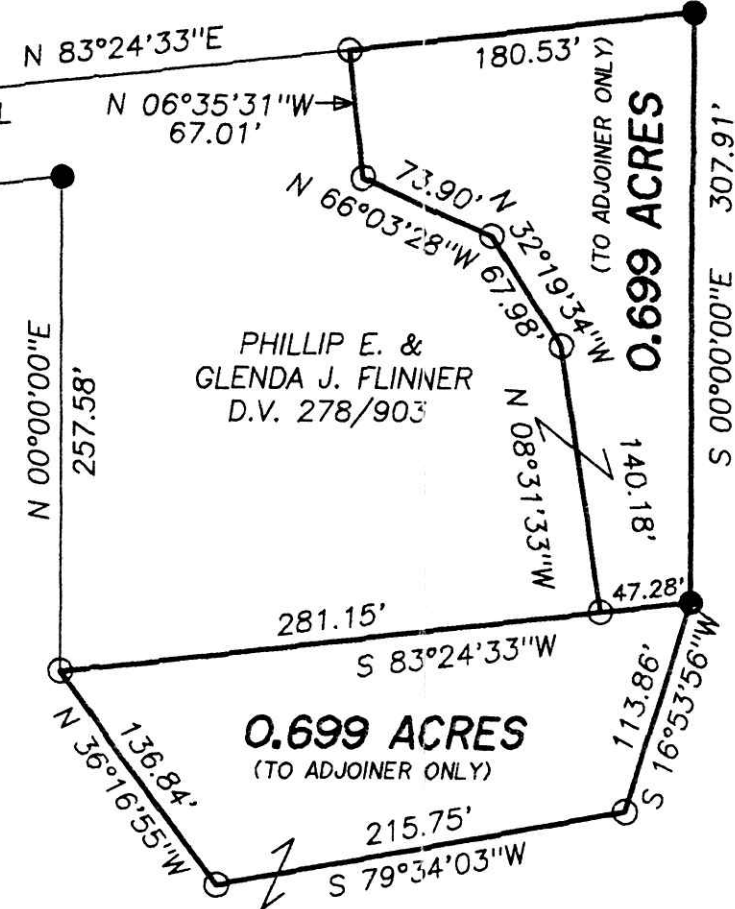 N 83°24'33"E
180.53'
L
N 06°35'31"W
67.01'
(TO ADJOINER ONLY)
0.699 ACRES
307.91'
S 00°00'00"E
73.90'
N 66°03'28"W
N 32°19'34"W
67.98'
PHILLIP E. &
GLENDA J. FLINNER
D.V. 278/903
N 00°00'00"E
257.58'
N 08°31'33"W
140.18'
47.28'
281.15'
S 83°24'33"W
0.699 ACRES
(TO ADJOINER ONLY)
113.86'
S 16°53'56"W
136.84'
N 36°16'55"W
215.75'
S 79°34'03"W